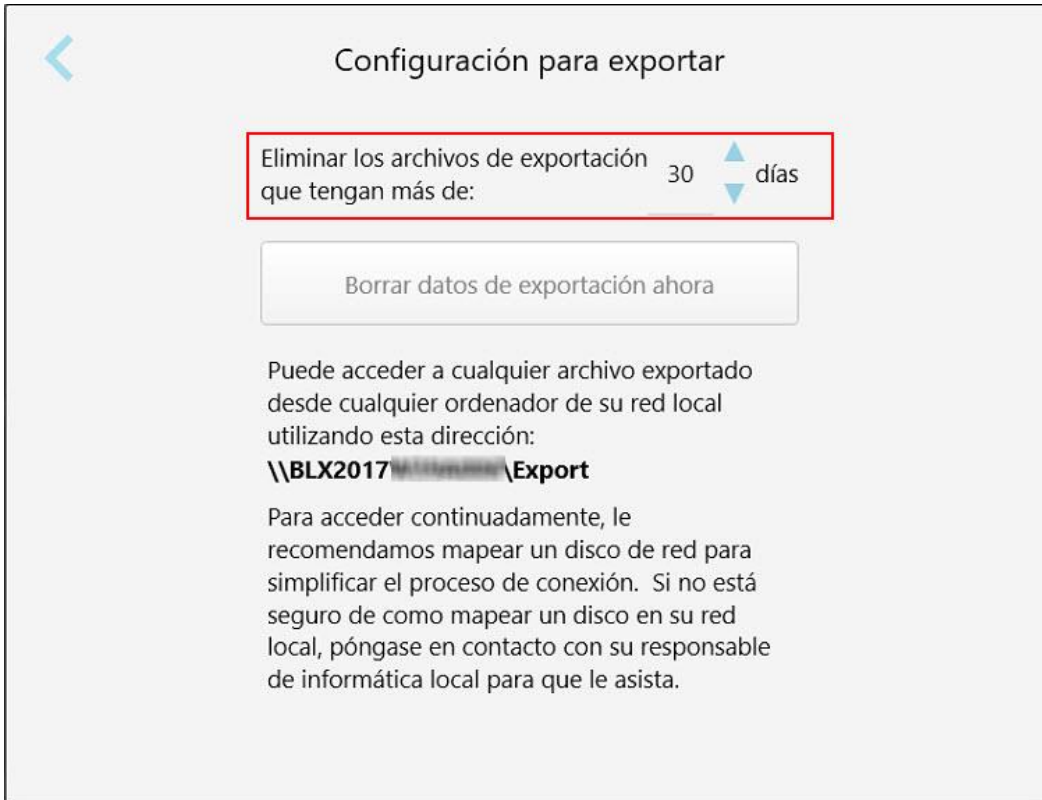 Configuración para exportar
Eliminar los archivos de exportación
que tengan más de:
30
días
Borrar datos de exportación ahora
Puede acceder a cualquier archivo exportado
desde cualquier ordenador de su red local
utilizando esta dirección:
\\BLX2017 \Export
Para acceder continuadamente, le
recomendamos mapear un disco de red para
simplificar el proceso de conexión. Si no está
seguro de como mapear un disco en su red
local, póngase en contacto con su responsable
de informática local para que le asista.